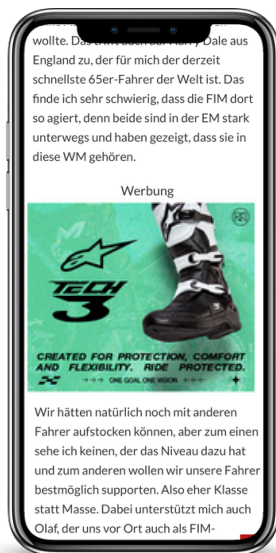 wollte. Das trifft auch auf Harry Dale aus
England zu, der für mich der derzeit
schnellste 65er-Fahrer der Welt ist. Das
finde ich sehr schwierig, dass die FIM dort
so agiert, denn beide sind in der EM stark
unterwegs und haben gezeigt, dass sie in
diese WM gehören.
Werbung
TECH
3
CREATED FOR PROTECTION, COMFORT
AND FLEXIBILITY. RIDE PROTECTED.
ONE GOAL ONE VISION
Wir hätten natürlich noch mit anderen
Fahrer aufstocken können, aber zum einen
sehe ich keinen, der das Niveau dazu hat
und zum anderen wollen wir unsere Fahrer
bestmöglich supporten. Also eher Klasse
statt Masse. Dabei unterstützt mich auch
Olaf, der uns vor Ort auch als FIM-